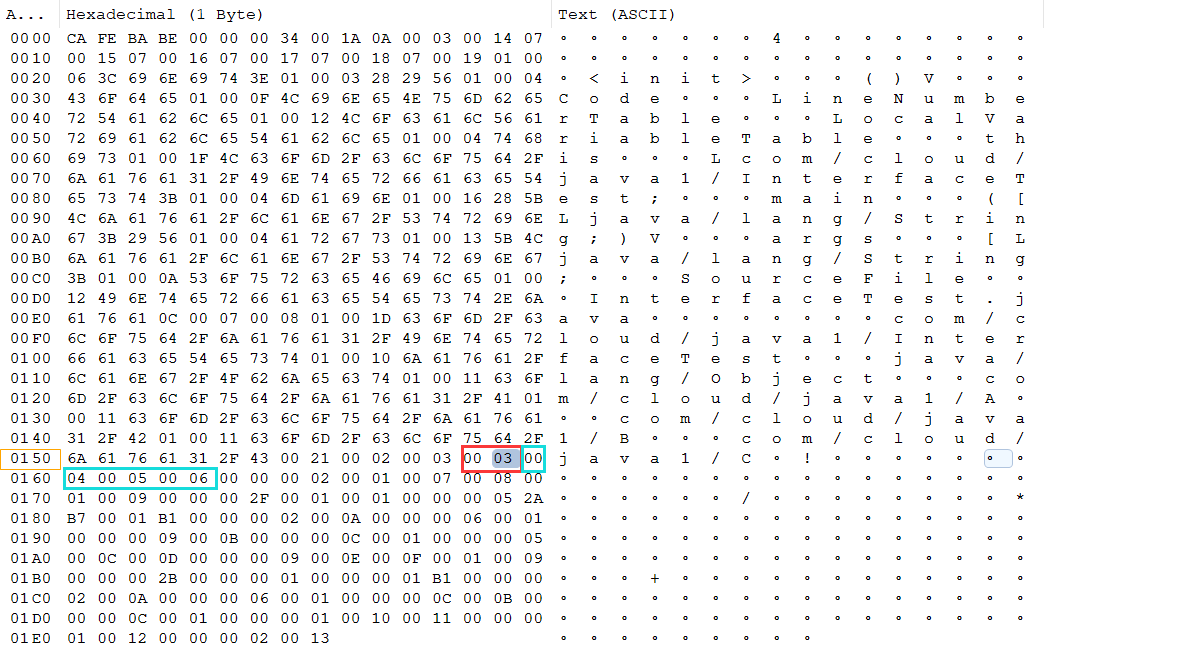 A... Hexadecimal (1 Byte) Text (ASCII)
0000 CA FE BA BE 00 00 00 34 00 1A 0A 00 03 00 14 07 ∘ ∘ ∘ ∘ ∘ ∘ ∘ 4 ∘ ∘ ∘ ∘ ∘ ∘ ∘ ∘
0010 00 15 07 00 16 07 00 17 07 00 18 07 00 19 01 00 ∘ ∘ ∘ ∘ ∘ ∘ ∘ ∘ ∘ ∘ ∘ ∘ ∘ ∘ ∘ ∘
0020 06 3C 69 6E 69 74 3E 01 00 03 28 29 56 01 00 04 ∘ < i n i t > ∘ ∘ ∘ ( ) V ∘ ∘ ∘
0030 43 6F 64 65 01 00 0F 4C 69 6E 65 4E 75 6D 62 65 C o d e ∘ ∘ ∘ L i n e N u m b e
0040 72 54 61 62 6C 65 01 00 12 4C 6F 63 61 6C 56 61 r T a b l e ∘ ∘ ∘ L o c a l V a
0050 72 69 61 62 6C 65 54 61 62 6C 65 01 00 04 74 68 r i a b l e T a b l e ∘ ∘ ∘ t h
0060 69 73 01 00 1F 4C 63 6F 6D 2F 63 6C 6F 75 64 2F i s ∘ ∘ ∘ L c o m / c l o u d /
0070 6A 61 76 61 31 2F 49 6E 74 65 72 66 61 63 65 54 j a v a 1 / I n t e r f a c e T
0080 65 73 74 3B 01 00 04 6D 61 69 6E 01 00 16 28 5B e s t ; ∘ ∘ ∘ m a i n ∘ ∘ ∘ ( [
0090 4C 6A 61 76 61 2F 6C 61 6E 67 2F 53 74 72 69 6E L j a v a / l a n g / S t r i n
00A0 67 3B 29 56 01 00 04 61 72 67 73 01 00 13 5B 4C g ; ) V ∘ ∘ ∘ a r g s ∘ ∘ ∘ [ L
00B0 6A 61 76 61 2F 6C 61 6E 67 2F 53 74 72 69 6E 67 j a v a / l a n g / S t r i n g
00C0 3B 01 00 0A 53 6F 75 72 63 65 46 69 6C 65 01 00 ; ∘ ∘ ∘ S o u r c e F i l e ∘ ∘
00D0 12 49 6E 74 65 72 66 61 63 65 54 65 73 74 2E 6A ∘ I n t e r f a c e T e s t . j
00E0 61 76 61 0C 00 07 00 08 01 00 1D 63 6F 6D 2F 63 a v a ∘ ∘ ∘ ∘ ∘ ∘ ∘ ∘ c o m / c
00F0 6C 6F 75 64 2F 6A 61 76 61 31 2F 49 6E 74 65 72 l o u d / j a v a 1 / I n t e r
0100 66 61 63 65 54 65 73 74 01 00 10 6A 61 76 61 2F f a c e T e s t ∘ ∘ ∘ j a v a /
0110 6C 61 6E 67 2F 4F 62 6A 65 63 74 01 00 11 63 6F l a n g / O b j e c t ∘ ∘ ∘ c o
0120 6D 2F 63 6C 6F 75 64 2F 6A 61 76 61 31 2F 41 01 m / c l o u d / j a v a 1 / A ∘
0130 00 11 63 6F 6D 2F 63 6C 6F 75 64 2F 6A 61 76 61 ∘ ∘ c o m / c l o u d / j a v a
0140 31 2F 42 01 00 11 63 6F 6D 2F 63 6C 6F 75 64 2F 1 / B ∘ ∘ ∘ c o m / c l o u d /
0150 6A 61 76 61 31 2F 43 00 21 00 02 00 03 00 03 00 j a v a 1 / C ∘ ! ∘ ∘ ∘ ∘ ∘ ∘ ∘
0160 04 00 05 00 06 00 00 00 02 00 01 00 07 00 08 00 ∘ ∘ ∘ ∘ ∘ ∘ ∘ ∘ ∘ ∘ ∘ ∘ ∘ ∘ ∘ ∘
0170 01 00 09 00 00 00 2F 00 01 00 01 00 00 00 05 2A ∘ ∘ ∘ ∘ ∘ ∘ / ∘ ∘ ∘ ∘ ∘ ∘ ∘ ∘ *
0180 B7 00 01 B1 00 00 00 02 00 0A 00 00 00 06 00 01 ∘ ∘ ∘ ∘ ∘ ∘ ∘ ∘ ∘ ∘ ∘ ∘ ∘ ∘ ∘ ∘
0190 00 00 00 09 00 0B 00 00 00 0C 00 01 00 00 00 05 ∘ ∘ ∘ ∘ ∘ ∘ ∘ ∘ ∘ ∘ ∘ ∘ ∘ ∘ ∘ ∘
01A0 00 0C 00 0D 00 00 00 09 00 0E 00 0F 00 01 00 09 ∘ ∘ ∘ ∘ ∘ ∘ ∘ ∘ ∘ ∘ ∘ ∘ ∘ ∘ ∘ ∘
01B0 00 00 00 2B 00 00 00 01 00 00 00 01 B1 00 00 00 ∘ ∘ ∘ + ∘ ∘ ∘ ∘ ∘ ∘ ∘ ∘ ∘ ∘ ∘ ∘
01C0 02 00 0A 00 00 00 06 00 01 00 00 00 0C 00 0B 00 ∘ ∘ ∘ ∘ ∘ ∘ ∘ ∘ ∘ ∘ ∘ ∘ ∘ ∘ ∘ ∘
01D0 00 00 0C 00 01 00 00 00 01 00 10 00 11 00 00 00 ∘ ∘ ∘ ∘ ∘ ∘ ∘ ∘ ∘ ∘ ∘ ∘ ∘ ∘ ∘ ∘
01E0 01 00 12 00 00 00 02 00 13 ∘ ∘ ∘ ∘ ∘ ∘ ∘ ∘ ∘